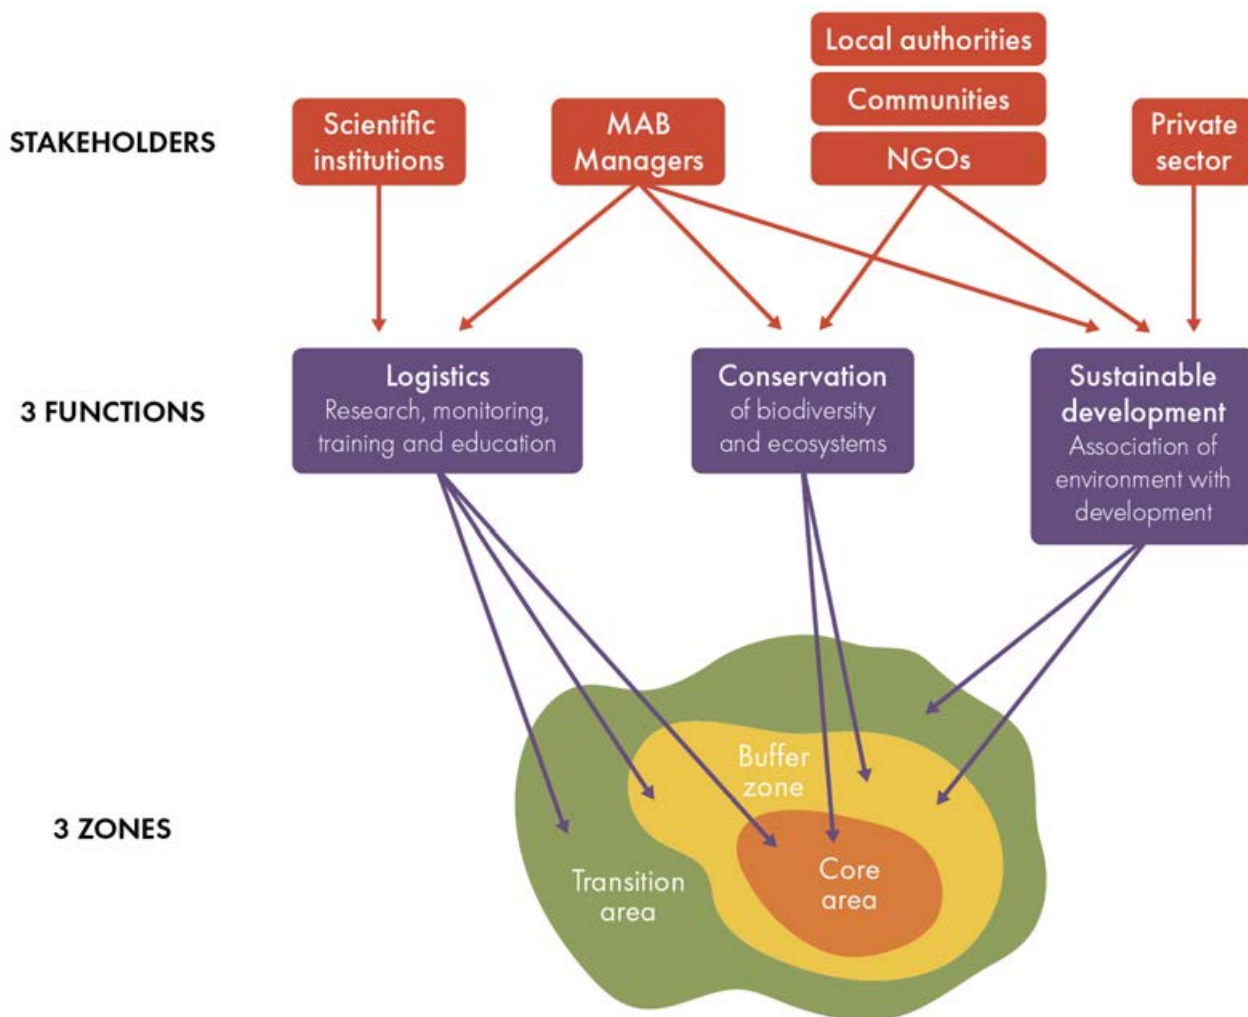 STAKEHOLDERS
Scientific
institutions
MAB
Managers
Local authorities
Communities
NGOs
Private
sector
3 FUNCTIONS
Logistics
Research, monitoring,
training and education
Conservation
of biodiversity
and ecosystems
Sustainable
development
Association of
environment with
development
3 ZONES
Buffer
zone
Transition
area
Core
area